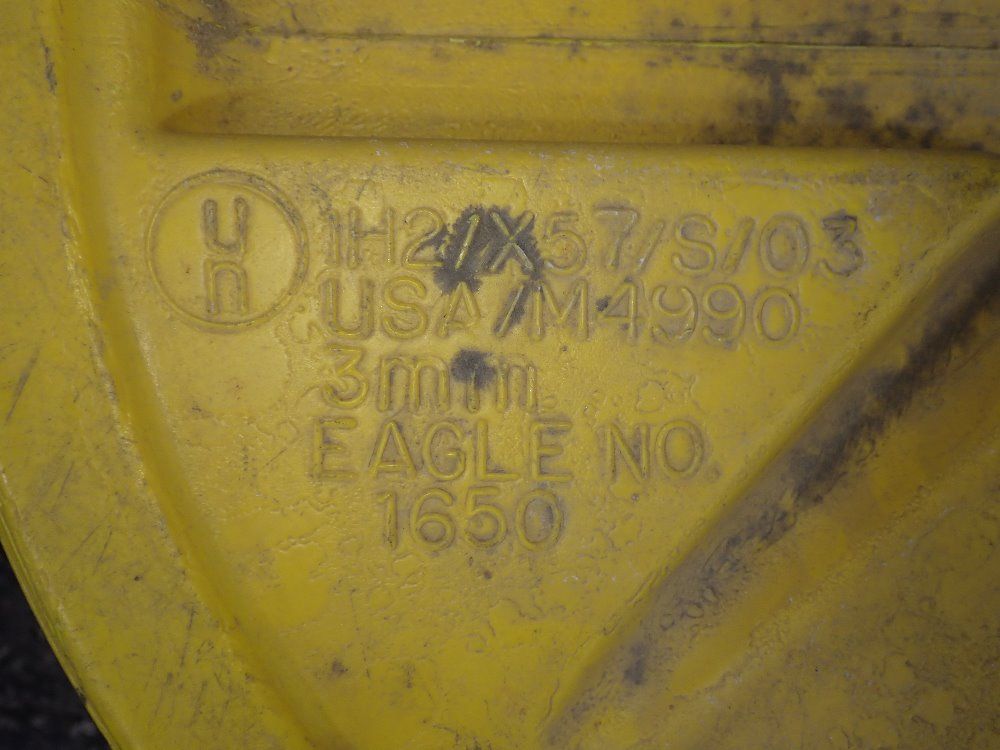 un 1H2/X57/S/03
USA/M4990
3mm
EAGLE NO.
1650